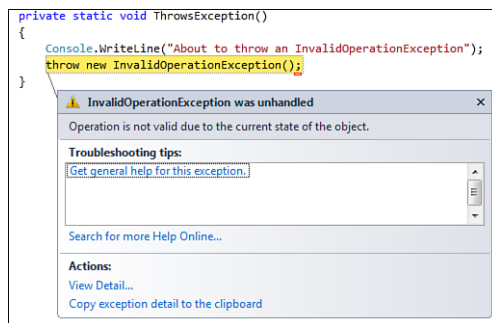 private static void ThrowsException()
{
Console.WriteLine("About to throw an InvalidOperationException");
throw new InvalidOperationException();
}
InvalidOperationException was unhandled
Operation is not valid due to the current state of the object.
Troubleshooting tips:
Get general help for this exception.
Search for more Help Online...
Actions:
View Detail...
Copy exception detail to the clipboard